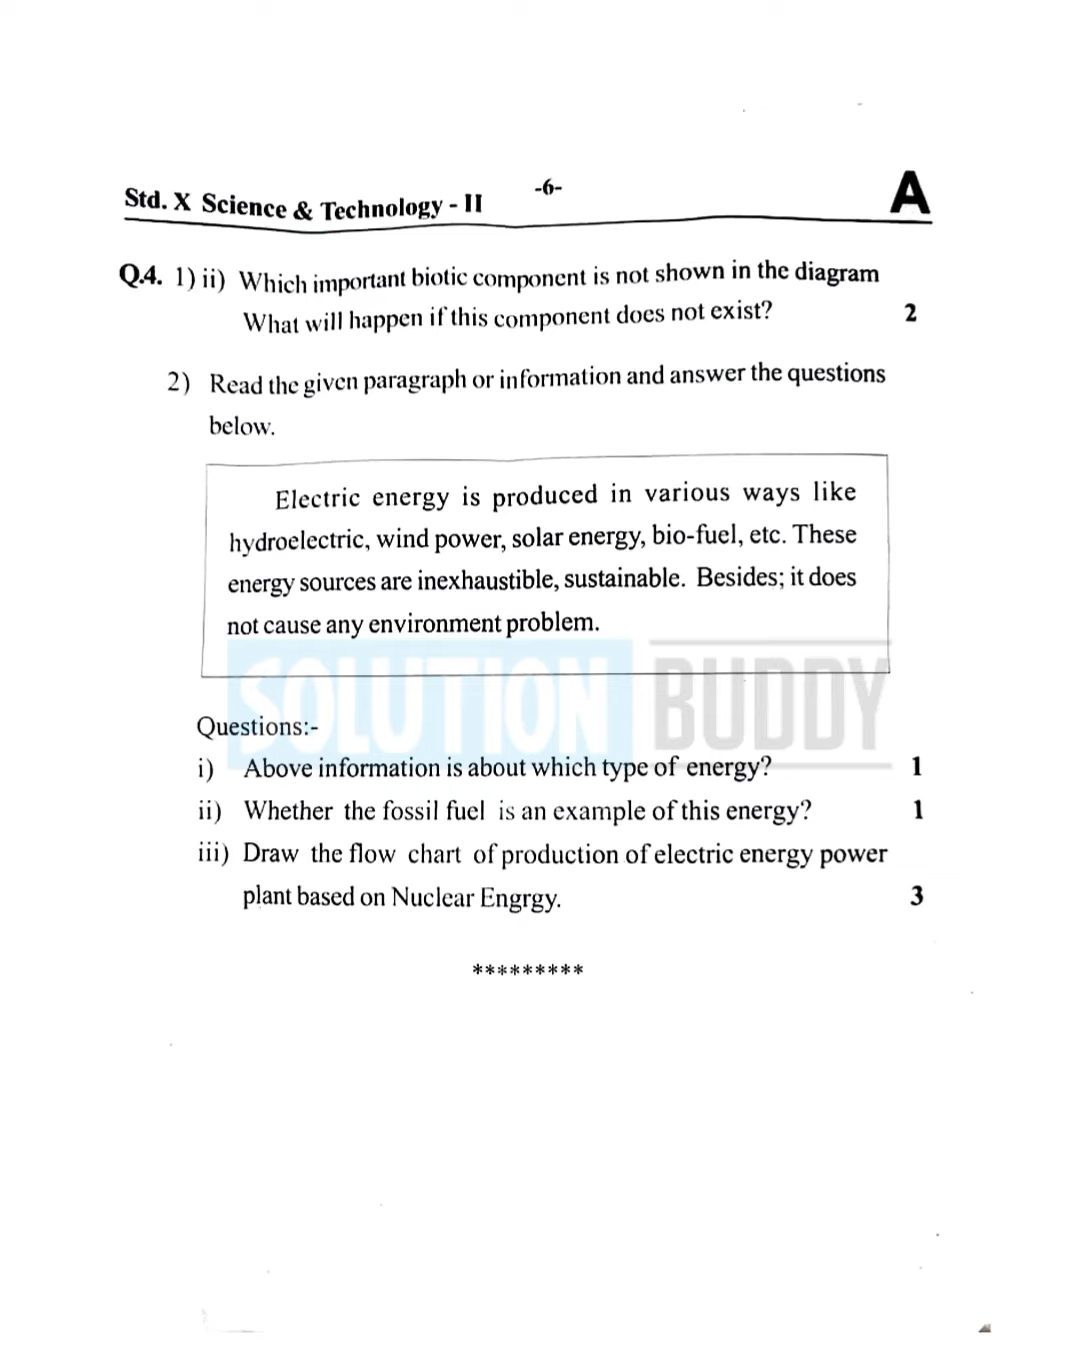 Std. X Science & Technology - II -6- A
Q.4. 1) ii) Which important biotic component is not shown in the diagram
What will happen if this component does not exist? 2
2) Read the given paragraph or information and answer the questions
below.
Electric energy is produced in various ways like
hydroelectric, wind power, solar energy, bio-fuel, etc. These
energy sources are inexhaustible, sustainable. Besides; it does
not cause any environment problem.
SOLUTION BUDDY
Questions:-
i) Above information is about which type of energy? 1
ii) Whether the fossil fuel is an example of this energy? 1
iii) Draw the flow chart of production of electric energy power
plant based on Nuclear Engrgy. 3
*********